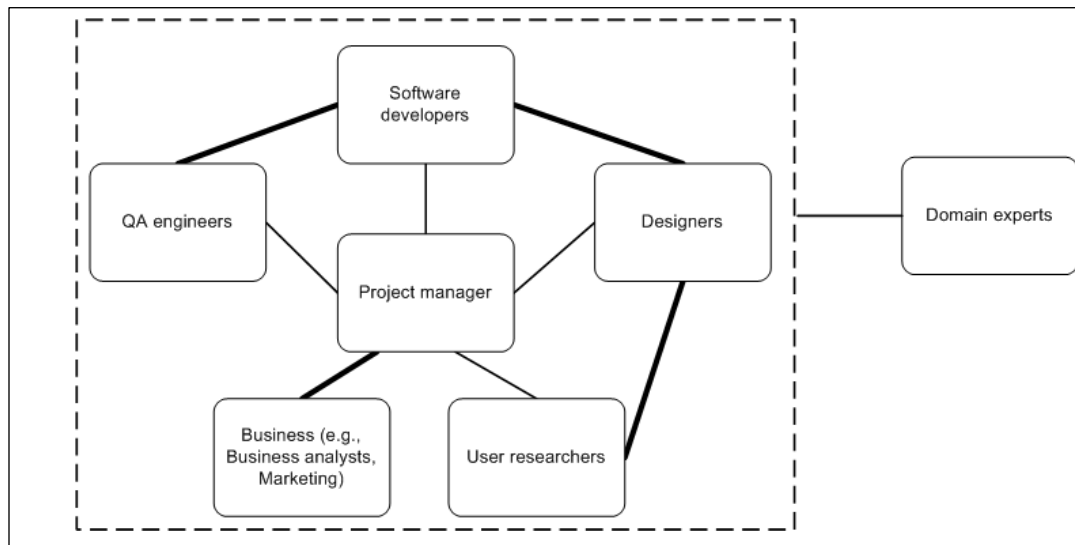 Software
developers
QA engineers
Designers
Domain experts
Project manager
Business (e.g.,
Business analysts,
Marketing)
User researchers